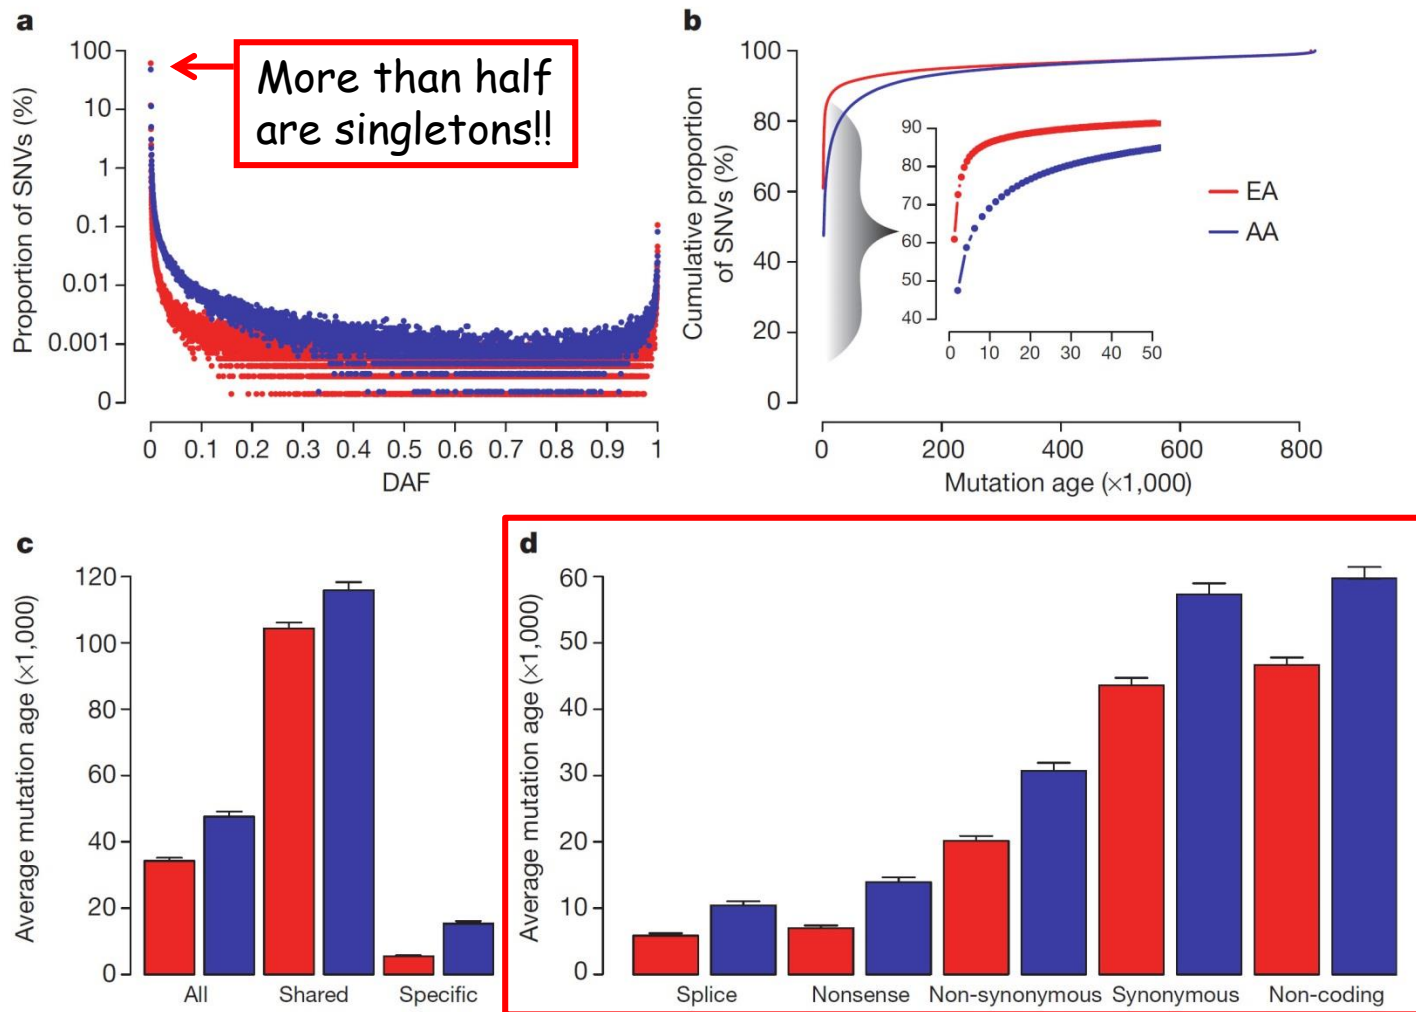 a
More than half
are singletons!!
Proportion of SNVs (%)
100
10
1
0.1
0.01
0.001
0
0 0.1 0.2 0.3 0.4 0.5 0.6 0.7 0.8 0.9 1
DAF
b
Cumulative proportion
of SNVs (%)
100
80
60
40
20
0
90
80
70
60
50
40
0 10 20 30 40 50
EA
AA
0 200 400 600 800
Mutation age (×1,000)
c
Average mutation age (×1,000)
120
100
80
60
40
20
0
All Shared Specific
d
Average mutation age (×1,000)
60
50
40
30
20
10
0
Splice Nonsense Non-synonymous Synonymous Non-coding